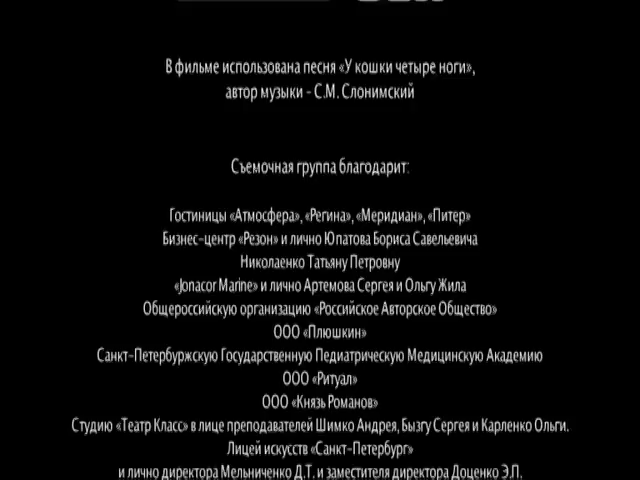 В фильме использована песня «У кошки четыре ноги»,
автор музыки - С.М. Слонимский
Съемочная группа благодарит:
Гостиницы «Атмосфера», «Регина», «Меридиан», «Питер»
Бизнес-центр «Резон» и лично Юпатова Бориса Савельевича
Николаенко Татьяну Петровну
«Jonacor Marine» и лично Артемова Сергея и Ольгу Жила
Общероссийскую организацию «Российское Авторское Общество»
ООО «Плюшкин»
Санкт-Петербуржскую Государственную Педиатрическую Медицинскую Академию
ООО «Ритуал»
ООО «Князь Романов»
Студию «Театр Класс» в лице преподавателей Шимко Андрея, Бызгу Сергея и Карленко Ольги.
Лицей искусств «Санкт-Петербург»
и лично директора Мельниченко Д.Т. и заместителя директора Доценко Э.П.